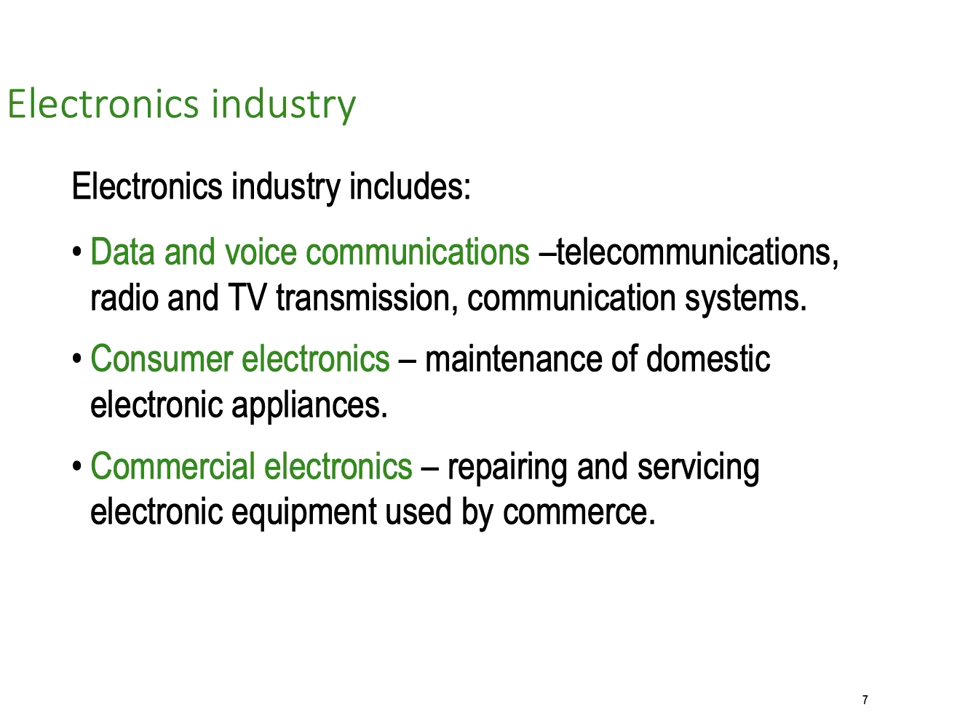 Electronics industry
Electronics industry includes:
• Data and voice communications –telecommunications,
radio and TV transmission, communication systems.
• Consumer electronics – maintenance of domestic
electronic appliances.
• Commercial electronics – repairing and servicing
electronic equipment used by commerce.
7